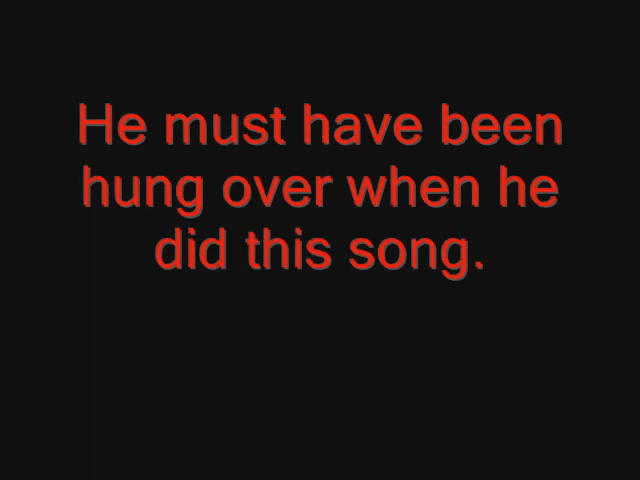 He must have been
hung over when he
did this song.